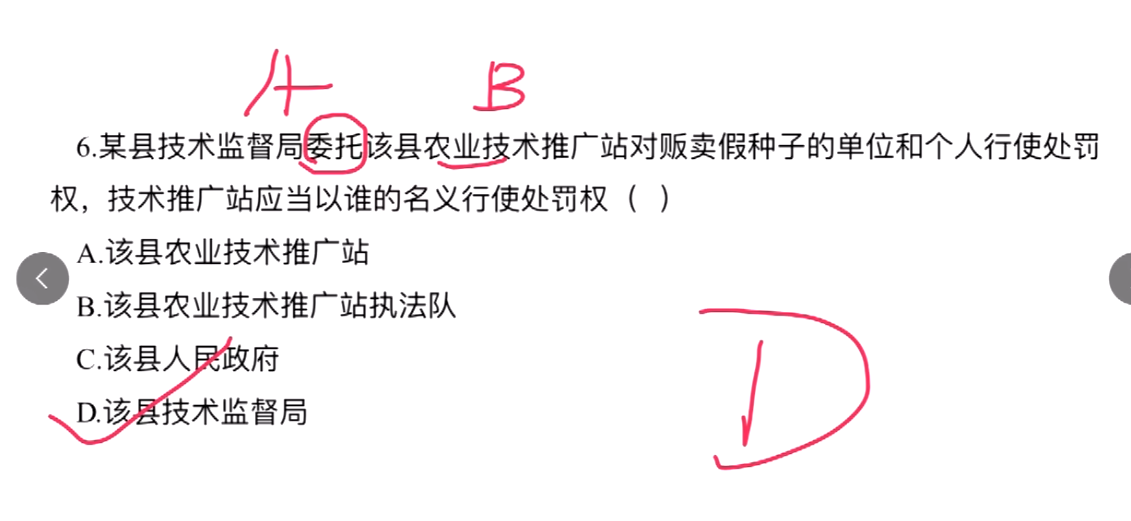 A B
6.某县技术监督局委托该县农业技术推广站对贩卖假种子的单位和个人行使处罚
权，技术推广站应当以谁的名义行使处罚权（ ）
A.该县农业技术推广站
B.该县农业技术推广站执法队
C.该县人民政府
D.该县技术监督局
D